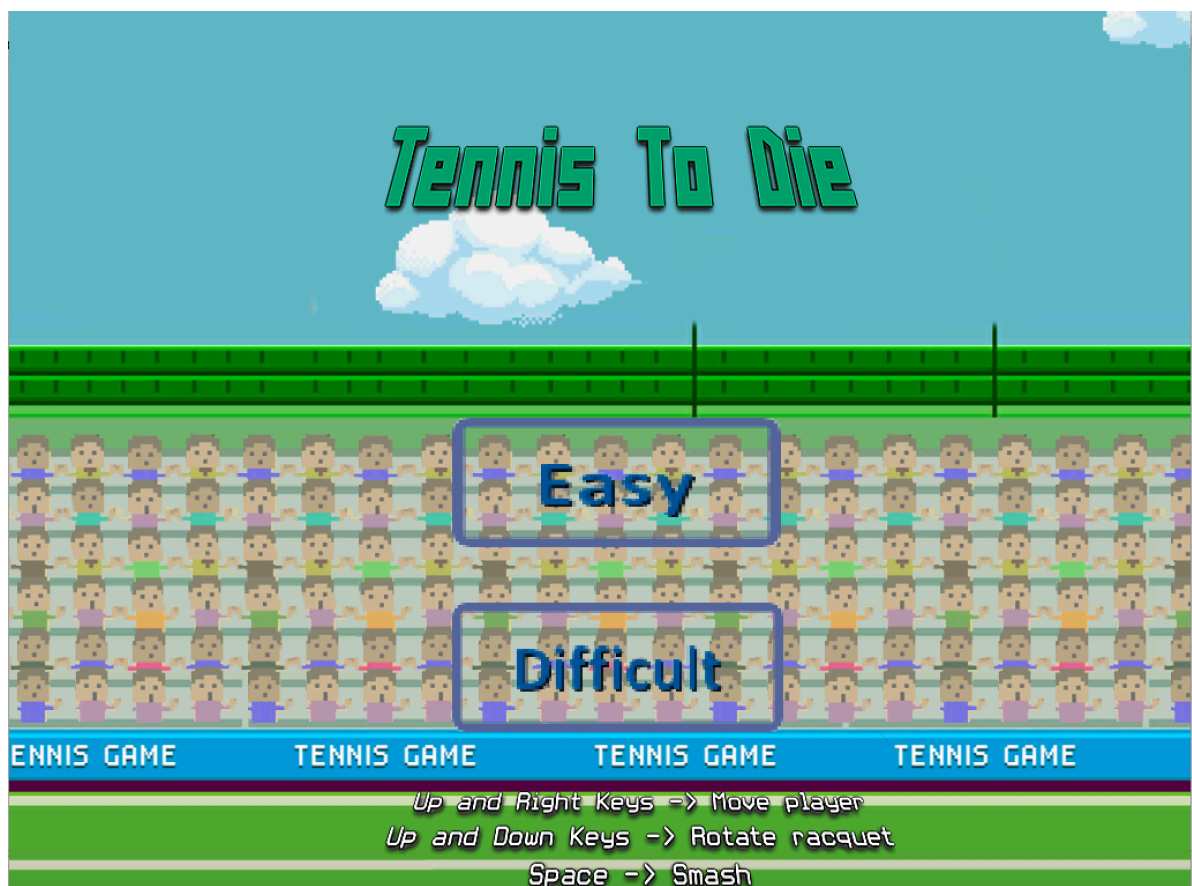 Tennis To Die
Easy
Difficult
ENNIS GAME TENNIS GAME TENNIS GAME TENNIS GAME
Up and Right Keys -> Move player
Up and Down Keys -> Rotate racquet
Space -> Smash